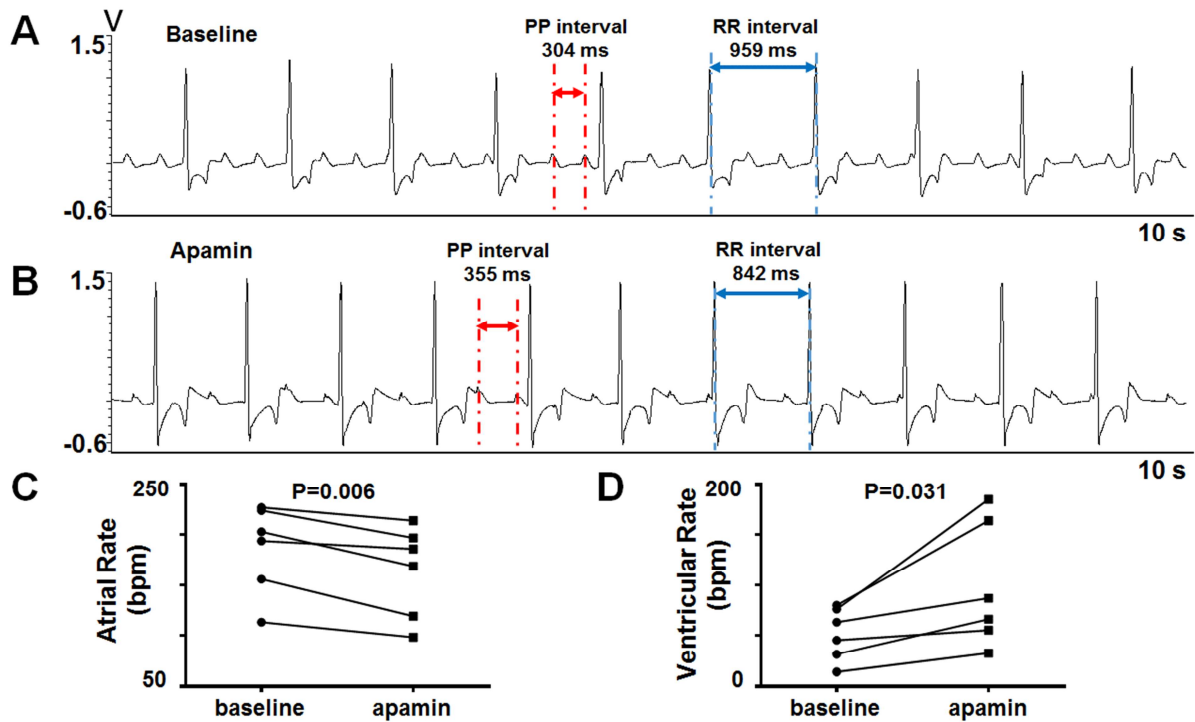 A
V
Baseline
PP interval
304 ms
RR interval
959 ms
1.5
-0.6
10 s
B
Apamin
PP interval
355 ms
RR interval
842 ms
1.5
-0.6
10 s
C
P=0.006
250
Atrial Rate
(bpm)
50
baseline
apamin
D
P=0.031
200
Ventricular Rate
(bpm)
0
baseline
apamin